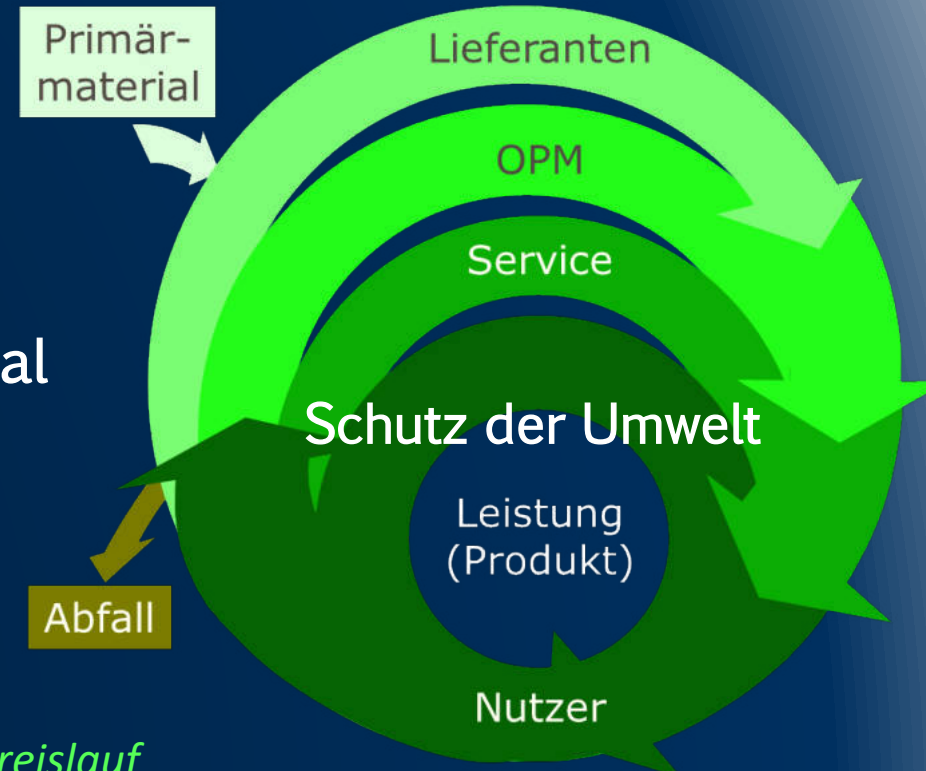 Primär-
material
Lieferanten
OPM
Service
al
Schutz der Umwelt
Leistung
(Produkt)
Abfall
Nutzer
reislauf